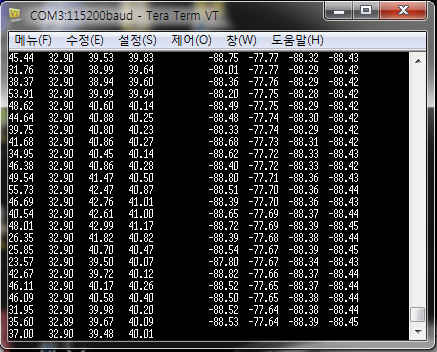 COM3:115200baud - Tera Term VT
메뉴(F) 수정(E) 설정(S) 제어(O) 창(W) 도움말(H)
45.44 32.90 39.53 39.83 -88.75 -77.77 -88.32 -88.43
31.76 32.90 38.99 39.64 -88.01 -77.77 -88.29 -88.42
38.37 32.90 38.94 39.60 -88.36 -77.76 -88.28 -88.42
53.91 32.90 39.99 39.94 -88.20 -77.75 -88.28 -88.42
48.62 32.90 40.60 40.14 -88.49 -77.75 -88.28 -88.42
44.64 32.90 40.88 40.25 -88.48 -77.74 -88.29 -88.42
39.75 32.90 40.80 40.23 -88.33 -77.74 -88.30 -88.42
41.68 32.90 40.86 40.27 -88.68 -77.73 -88.31 -88.42
34.95 32.90 40.45 40.14 -88.62 -77.72 -88.33 -88.43
46.38 32.90 40.86 40.28 -88.40 -77.72 -88.33 -88.42
49.54 32.90 41.47 40.50 -88.80 -77.71 -88.36 -88.43
55.73 32.90 42.47 40.87 -88.51 -77.70 -88.36 -88.44
46.69 32.90 42.76 41.01 -88.39 -77.70 -88.36 -88.43
40.54 32.90 42.61 41.00 -88.65 -77.69 -88.37 -88.44
48.01 32.90 42.99 41.17 -88.72 -77.69 -88.39 -88.45
26.35 32.90 41.82 40.82 -88.39 -77.68 -88.38 -88.44
25.85 32.90 40.70 40.47 -88.54 -77.67 -88.38 -88.44
23.57 32.90 39.50 40.07 -87.80 -77.67 -88.36 -88.43
42.67 32.90 39.72 40.12 -88.82 -77.66 -88.37 -88.44
46.11 32.90 40.17 40.26 -88.52 -77.65 -88.37 -88.44
46.09 32.90 40.58 40.40 -88.50 -77.65 -88.38 -88.44
31.95 32.90 39.98 40.20 -88.52 -77.64 -88.38 -88.44
35.60 32.89 39.67 40.09 -88.53 -77.64 -88.39 -88.45
37.00 32.90 39.48 40.01